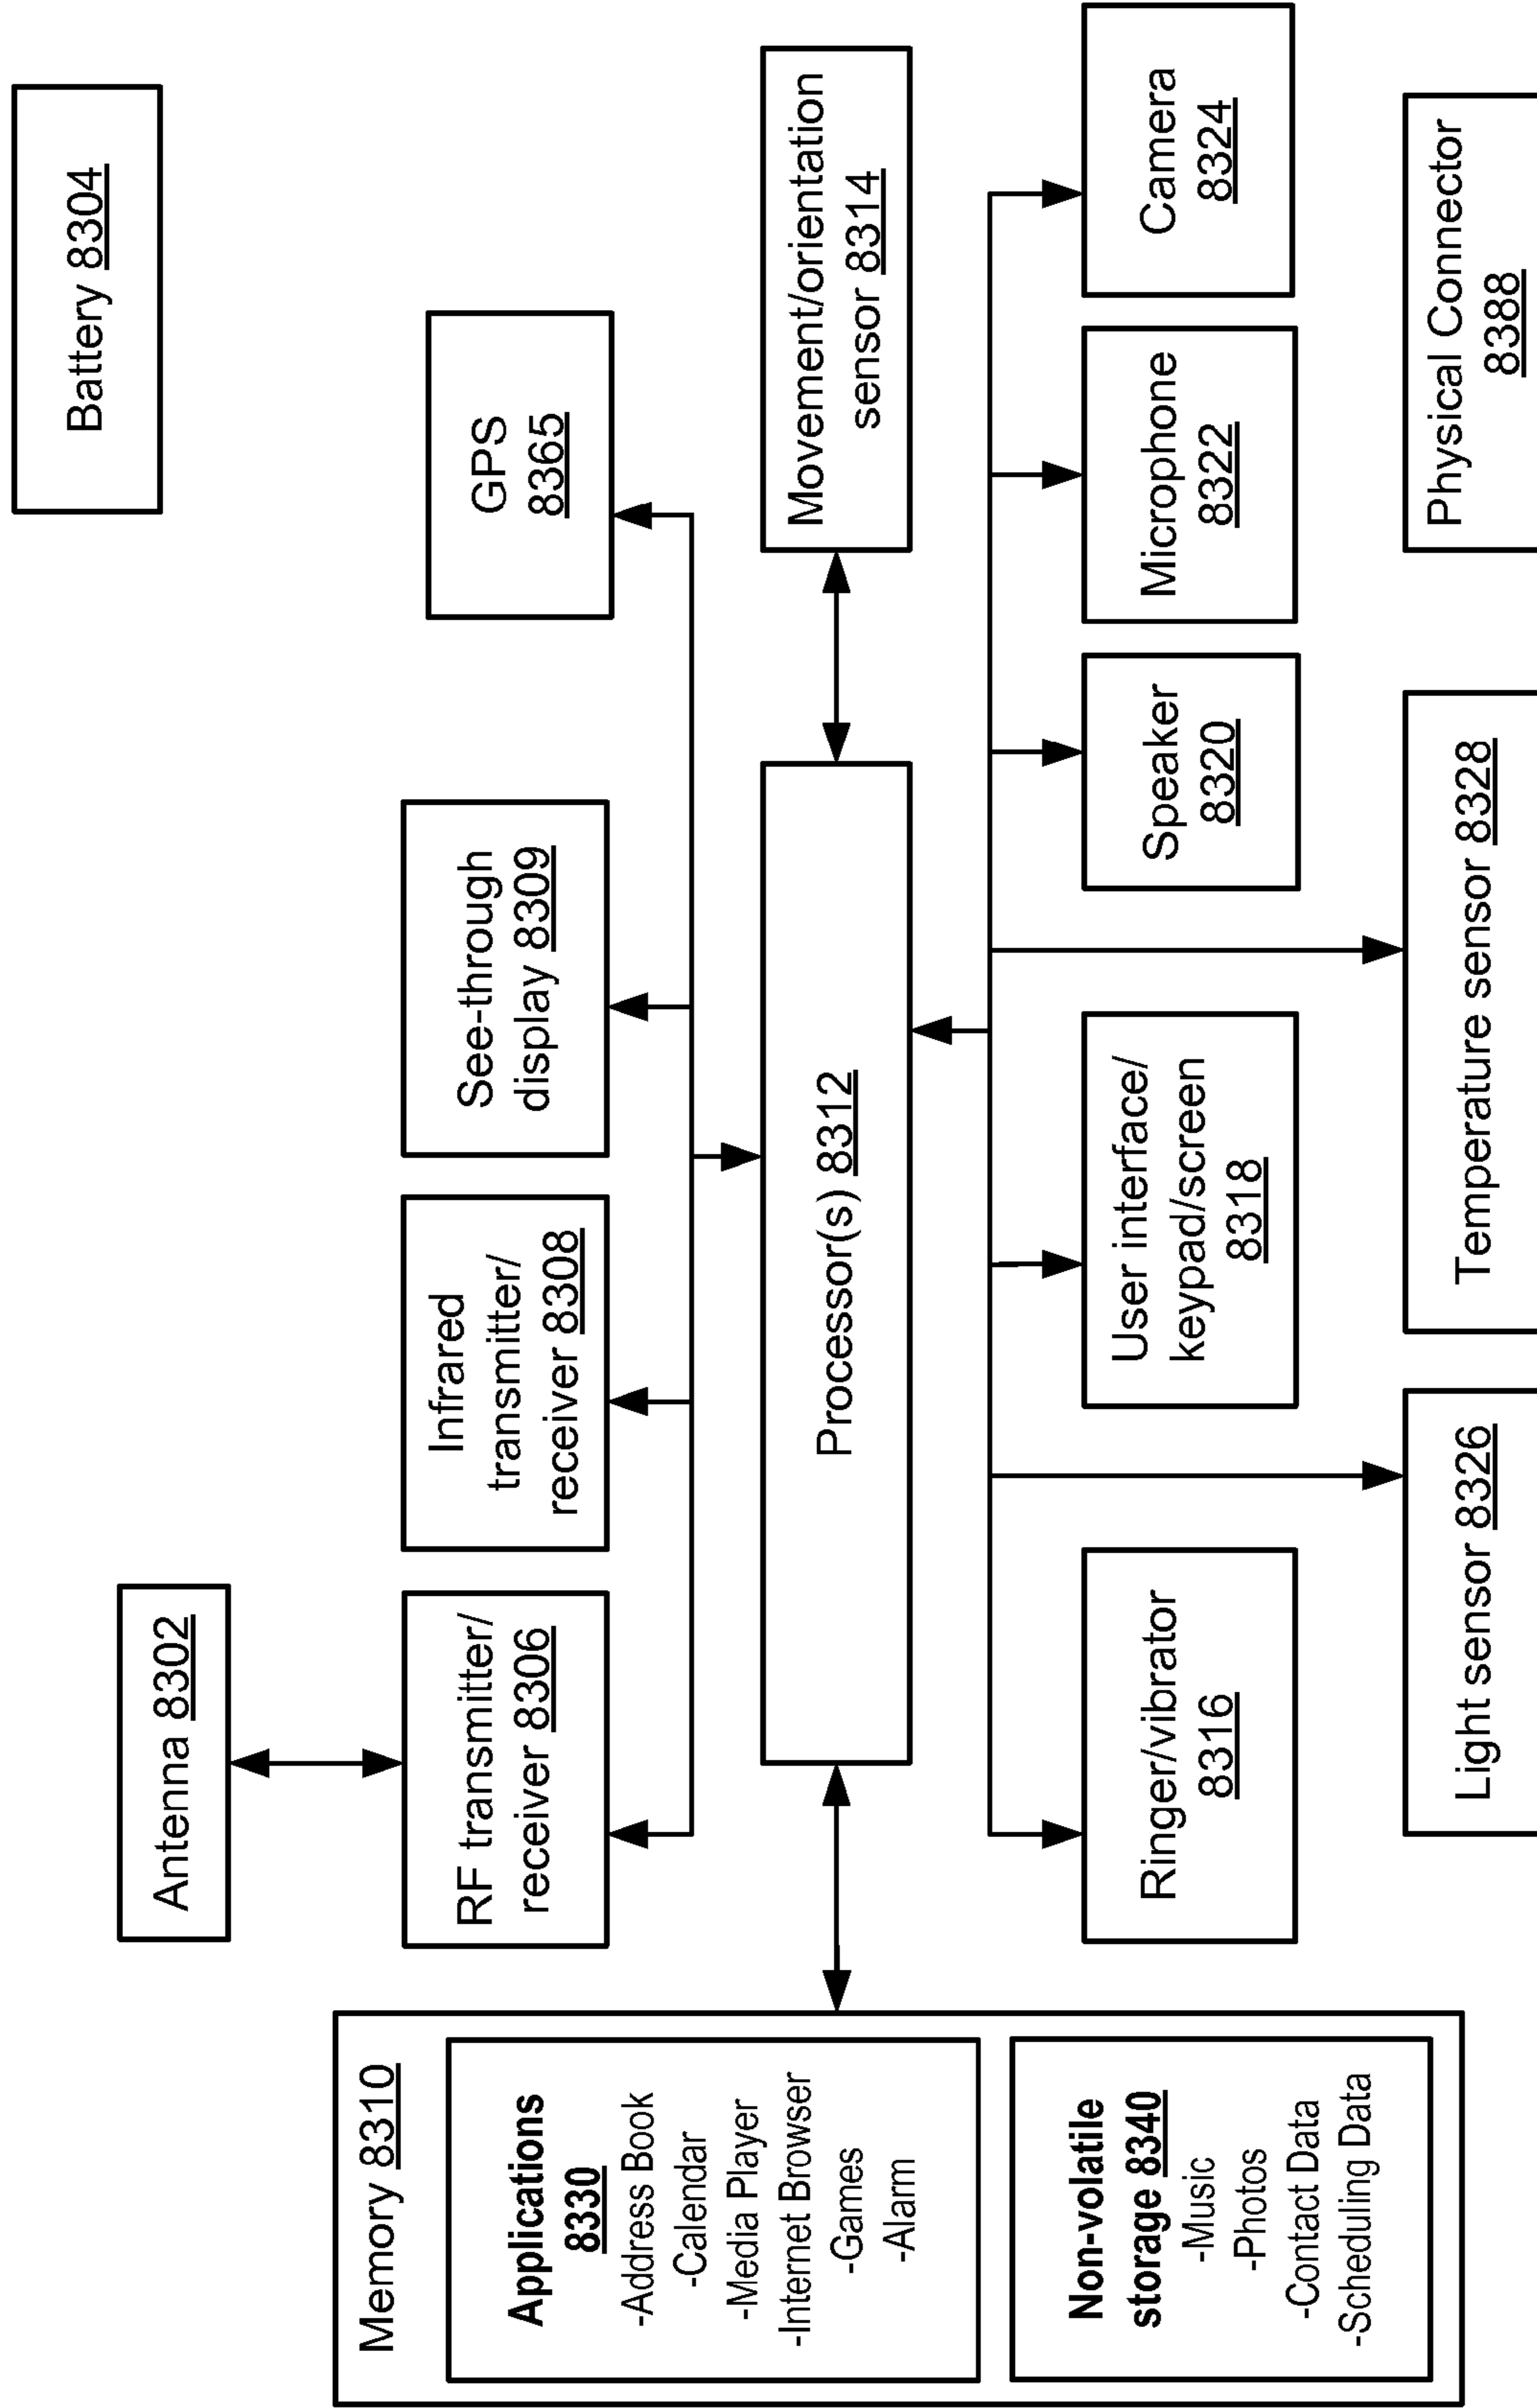 Antenna 8302
Battery 8304
RF transmitter/
receiver 8306
Infrared
transmitter/
receiver 8308
See-through
display 8309
GPS
8365
Memory 8310
Applications
8330
-Address Book
-Calendar
-Media Player
-Internet Browser
-Games
-Alarm
Non-volatile
storage 8340
-Music
-Photos
-Contact Data
-Scheduling Data
Processor(s) 8312
Movement/orientation
sensor 8314
Ringer/vibrator
8316
User interface/
keypad/screen
8318
Speaker
8320
Microphone
8322
Camera
8324
Light sensor 8326
Temperature sensor 8328
Physical Connector
8388